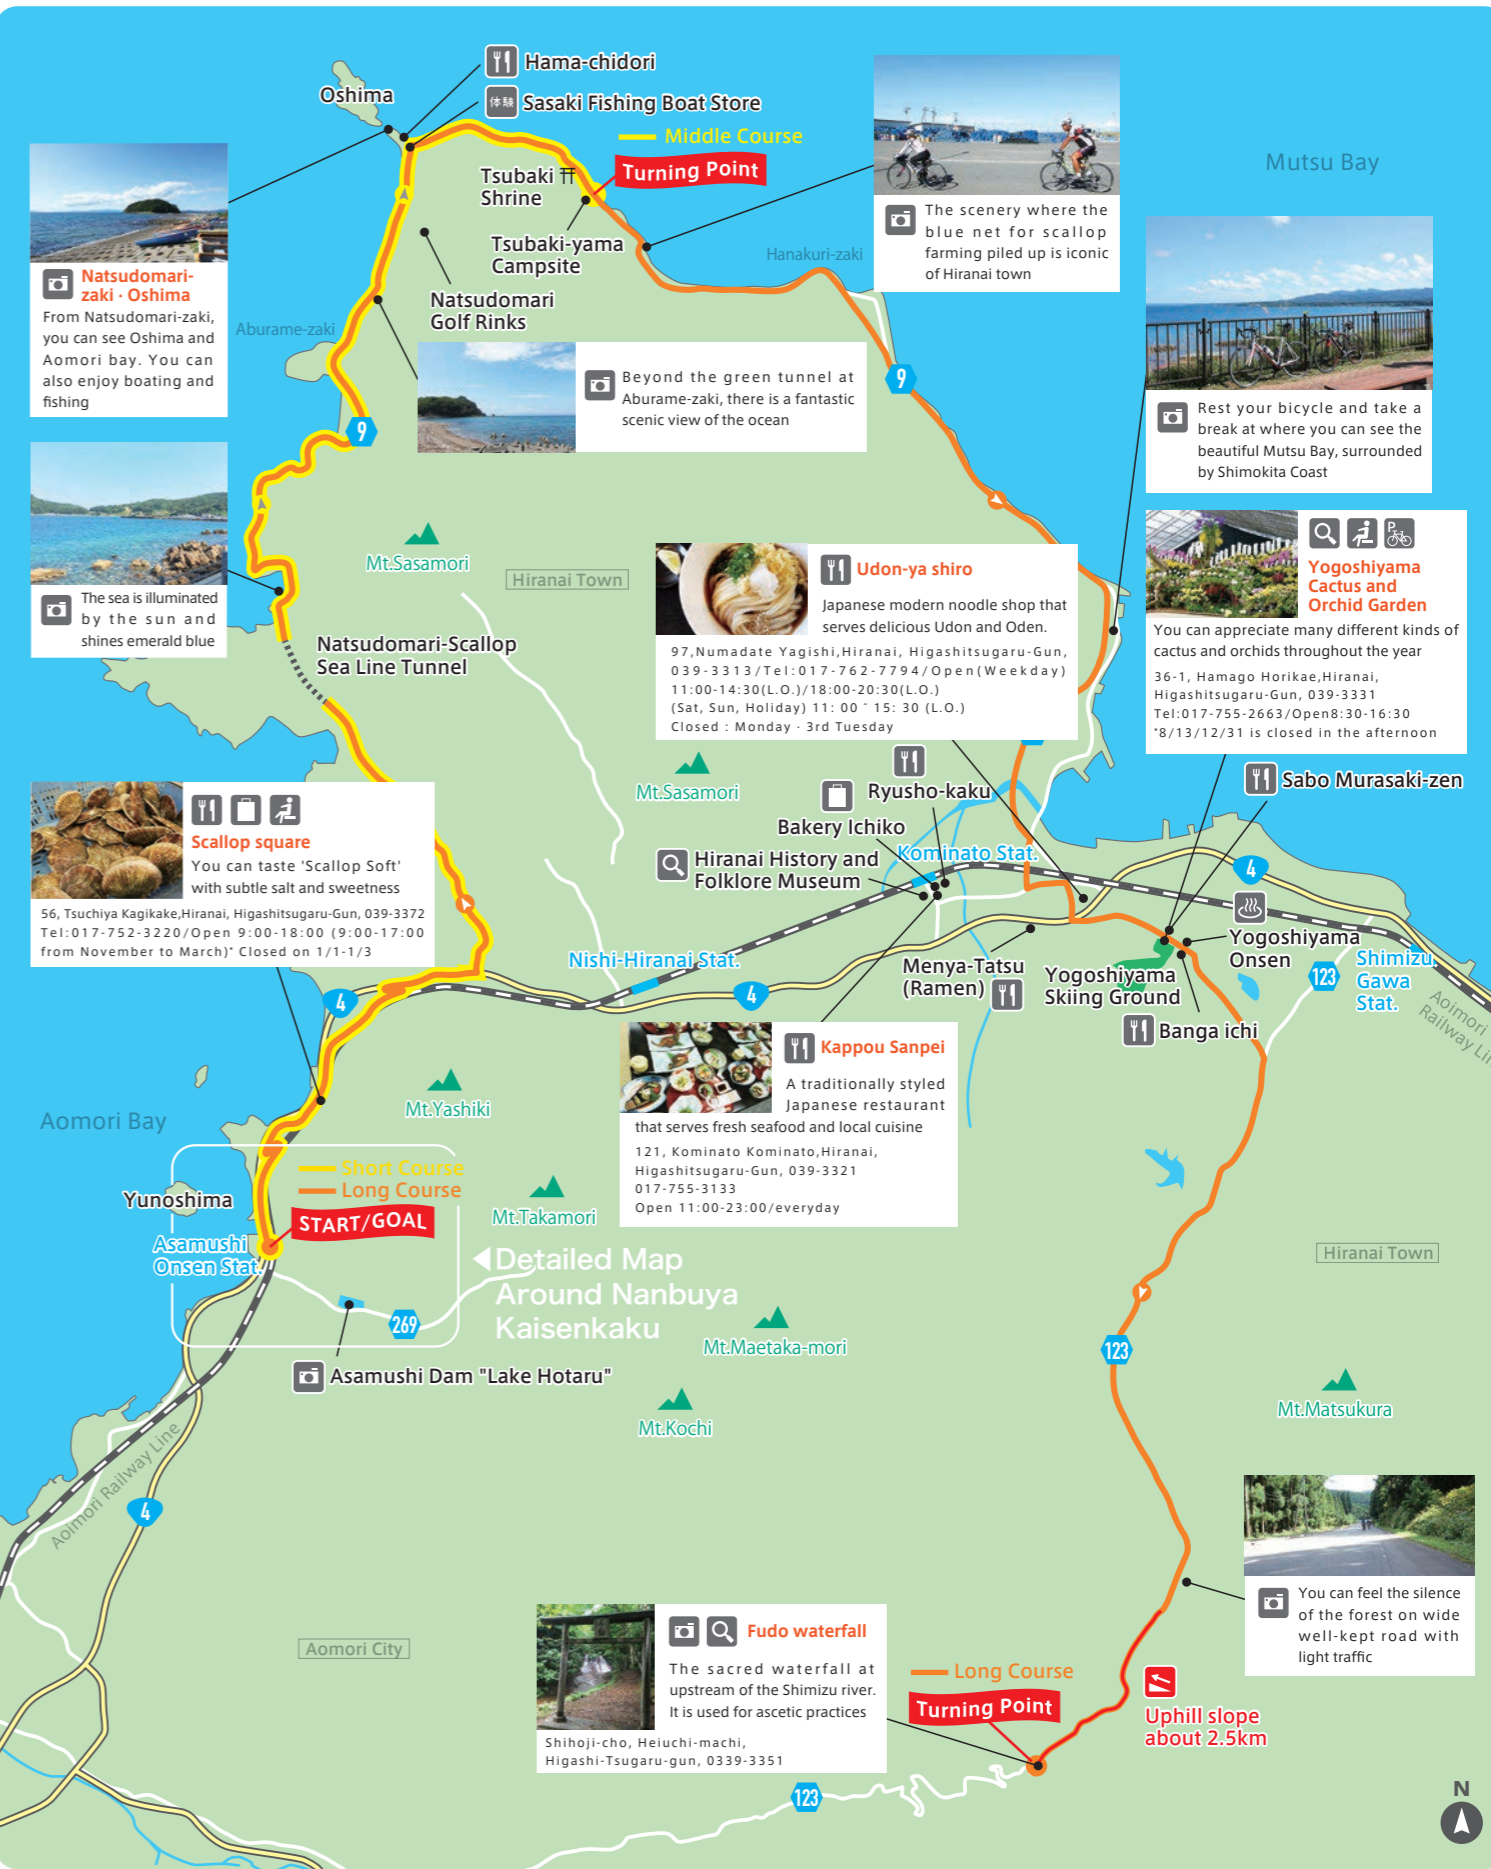 Hama-chidori
Oshima
体験 Sasaki Fishing Boat Store
Middle Course
Turning Point
Tsubaki
Shrine
Tsubaki-yama
Campsite
Natsudomari
Golf Rinks
Hanakuri-zaki
Mutsu Bay
The scenery where the
blue net for scallop
farming piled up is iconic
of Hiranai town
Natsudomari-
zaki · Oshima
From Natsudomari-zaki,
you can see Oshima and
Aomori bay. You can
also enjoy boating and
fishing
Aburame-zaki
Beyond the green tunnel at
Aburame-zaki, there is a fantastic
scenic view of the ocean
9
9
Rest your bicycle and take a
break at where you can see the
beautiful Mutsu Bay, surrounded
by Shimokita Coast
The sea is illuminated
by the sun and
shines emerald blue
Mt.Sasamori
Hiranai Town
Natsudomari-Scallop
Sea Line Tunnel
Udon-ya shiro
Japanese modern noodle shop that
serves delicious Udon and Oden.
97,Numadate Yagishi,Hiranai, Higashitsugaru-Gun,
039-3313/Tel:017-762-7794/Open(Weekday)
11:00-14:30(L.O.)/18:00-20:30(L.O.)
(Sat, Sun, Holiday) 11: 00 ~ 15: 30 (L.O.)
Closed : Monday · 3rd Tuesday
P
Yogoshiyama
Cactus and
Orchid Garden
You can appreciate many different kinds of
cactus and orchids throughout the year
36-1, Hamago Horikae,Hiranai,
Higashitsugaru-Gun, 039-3331
Tel:017-755-2663/Open8:30-16:30
*8/13/12/31 is closed in the afternoon
Mt.Sasamori
Ryusho-kaku
Bakery Ichiko
Hiranai History and
Folklore Museum
Kominato Stat.
Sabo Murasaki-zen
4
Scallop square
You can taste 'Scallop Soft'
with subtle salt and sweetness
56, Tsuchiya Kagikake,Hiranai, Higashitsugaru-Gun, 039-3372
Tel:017-752-3220/Open 9:00-18:00 (9:00-17:00
from November to March)* Closed on 1/1-1/3
Nishi-Hiranai Stat.
4
4
Menya-Tatsu
(Ramen)
Yogoshiyama
Skiing Ground
Yogoshiyama
Onsen
123
Shimizu
Gawa
Stat.
Aoimori
Railway Li
Banga ichi
Kappou Sanpei
A traditionally styled
Japanese restaurant
that serves fresh seafood and local cuisine
121, Kominato Kominato,Hiranai,
Higashitsugaru-Gun, 039-3321
017-755-3133
Open 11:00-23:00/everyday
Aomori Bay
Mt.Yashiki
Short Course
Long Course
START/GOAL
Yunoshima
Asamushi
Onsen Stat.
Mt.Takamori
Detailed Map
Around Nanbuya
Kaisenkaku
269
Asamushi Dam "Lake Hotaru"
Mt.Maetaka-mori
Mt.Kochi
Hiranai Town
123
Mt.Matsukura
Aoimori Railway Line
4
You can feel the silence
of the forest on wide
well-kept road with
light traffic
Aomori City
Fudo waterfall
The sacred waterfall at
upstream of the Shimizu river.
It is used for ascetic practices
Shihoji-cho, Heiuchi-machi,
Higashi-Tsugaru-gun, 0339-3351
Long Course
Turning Point
Uphill slope
about 2.5km
123
N